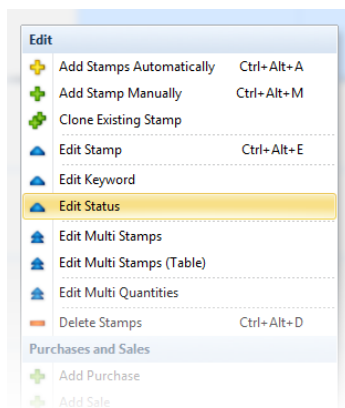 Edit
Add Stamps Automatically Ctrl+Alt+A
Add Stamp Manually Ctrl+Alt+M
Clone Existing Stamp
Edit Stamp Ctrl+Alt+E
Edit Keyword
Edit Status
Edit Multi Stamps
Edit Multi Stamps (Table)
Edit Multi Quantities
Delete Stamps Ctrl+Alt+D
Purchases and Sales
Add Purchase
Add Sale